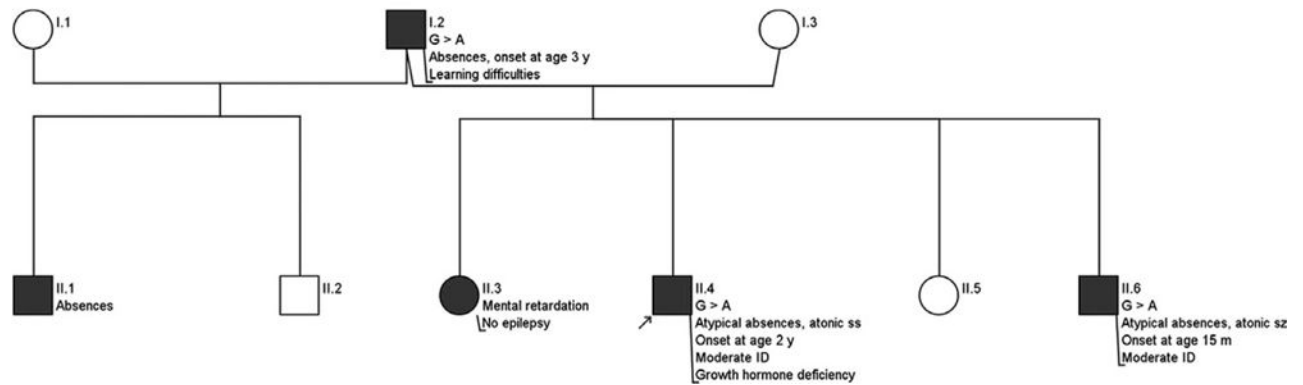 I.1
I.2
G > A
Absences, onset at age 3 y
Learning difficulties
I.3
II.1
Absences
II.2
II.3
Mental retardation
No epilepsy
II.4
G > A
Atypical absences, atonic ss
Onset at age 2 y
Moderate ID
Growth hormone deficiency
II.5
II.6
G > A
Atypical absences, atonic sz
Onset at age 15 m
Moderate ID